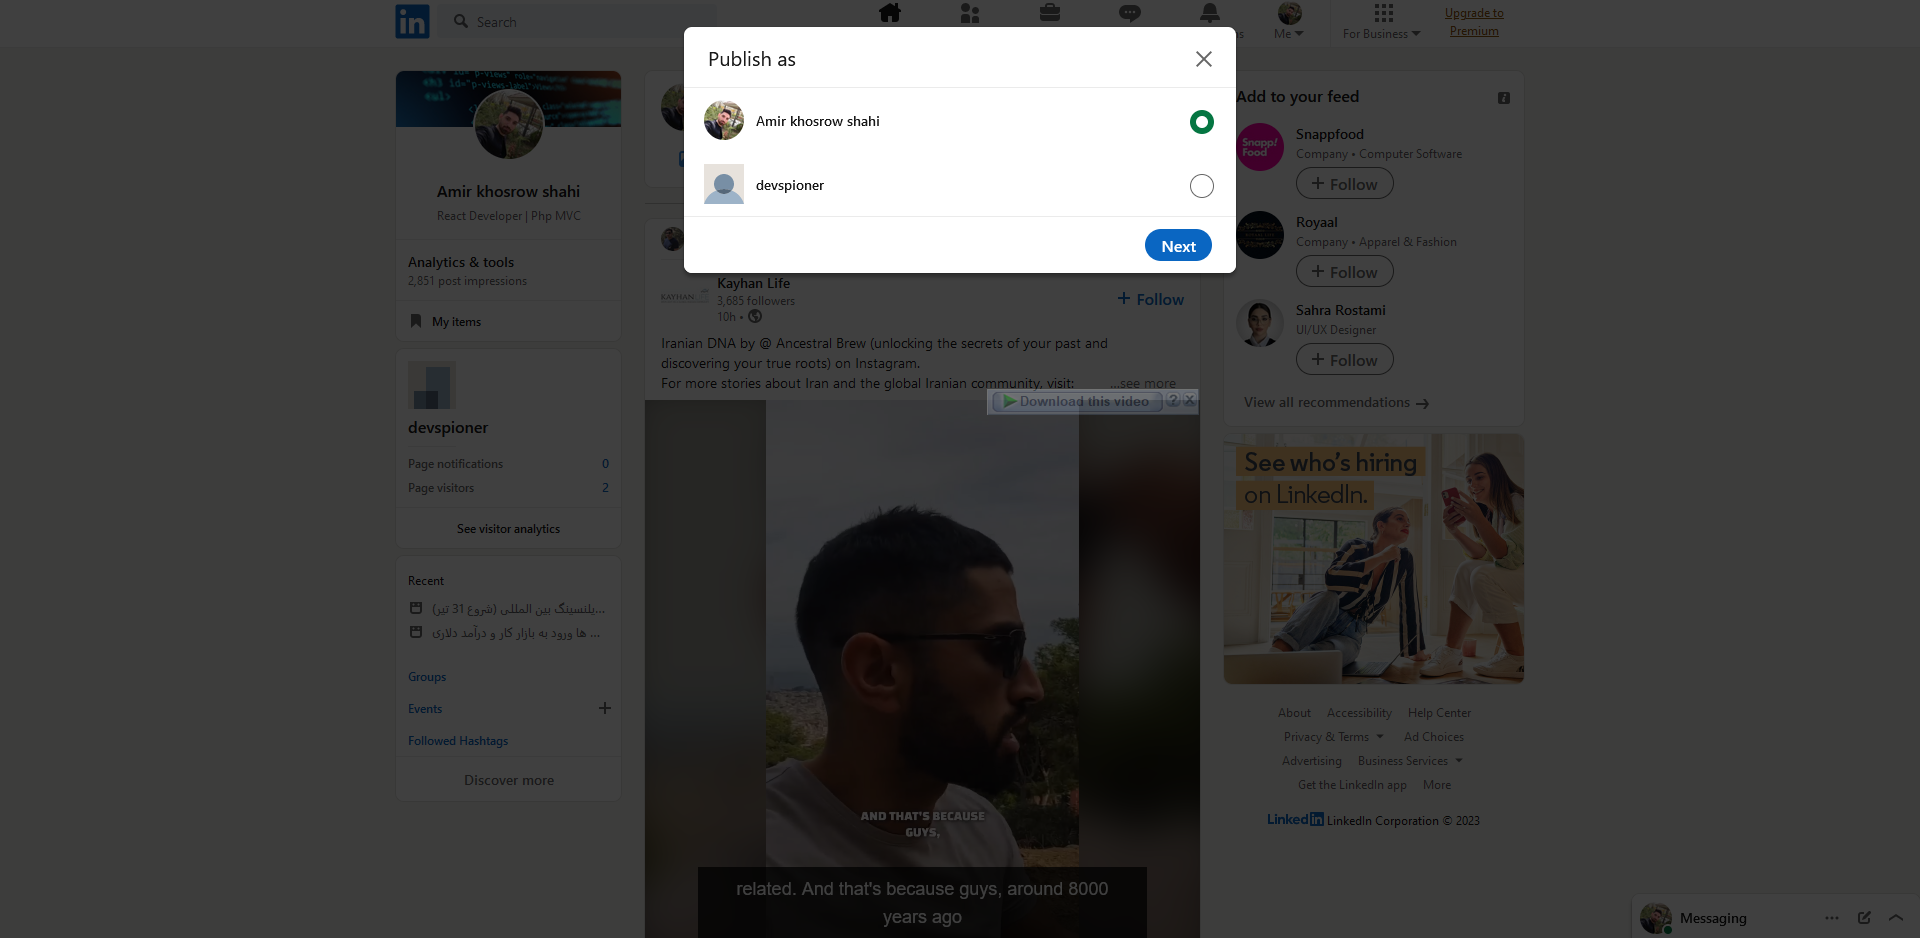 in
Search
Me
For Business
Upgrade to
Premium
Publish as
Amir khosrow shahi
devspioner
Next
Amir khosrow shahi
React Developer | Php MVC
Analytics & tools
2,851 post impressions
My items
devspioner
Page notifications 0
Page visitors 2
See visitor analytics
Recent
...یلنسینگ بین المللی (شروع 31 تیر)
... ها ورود به بازار کار و درآمد دلاری
Groups
Events
Followed Hashtags
Discover more
KAYHAN
Kayhan Life
3,685 followers
10h •
Follow
Iranian DNA by @ Ancestral Brew (unlocking the secrets of your past and
discovering your true roots) on Instagram.
For more stories about Iran and the global Iranian community, visit: ...see more
Download this video ? X
AND THAT'S BECAUSE
GUYS,
related. And that's because guys, around 8000
years ago
Add to your feed
Snapp!
Food
Snappfood
Company • Computer Software
Follow
Royaal
Company • Apparel & Fashion
Follow
Sahra Rostami
UI/UX Designer
Follow
View all recommendations
See who's hiring
on LinkedIn.
About Accessibility Help Center
Privacy & Terms Ad Choices
Advertising Business Services
Get the LinkedIn app More
LinkedIn LinkedIn Corporation © 2023
Messaging